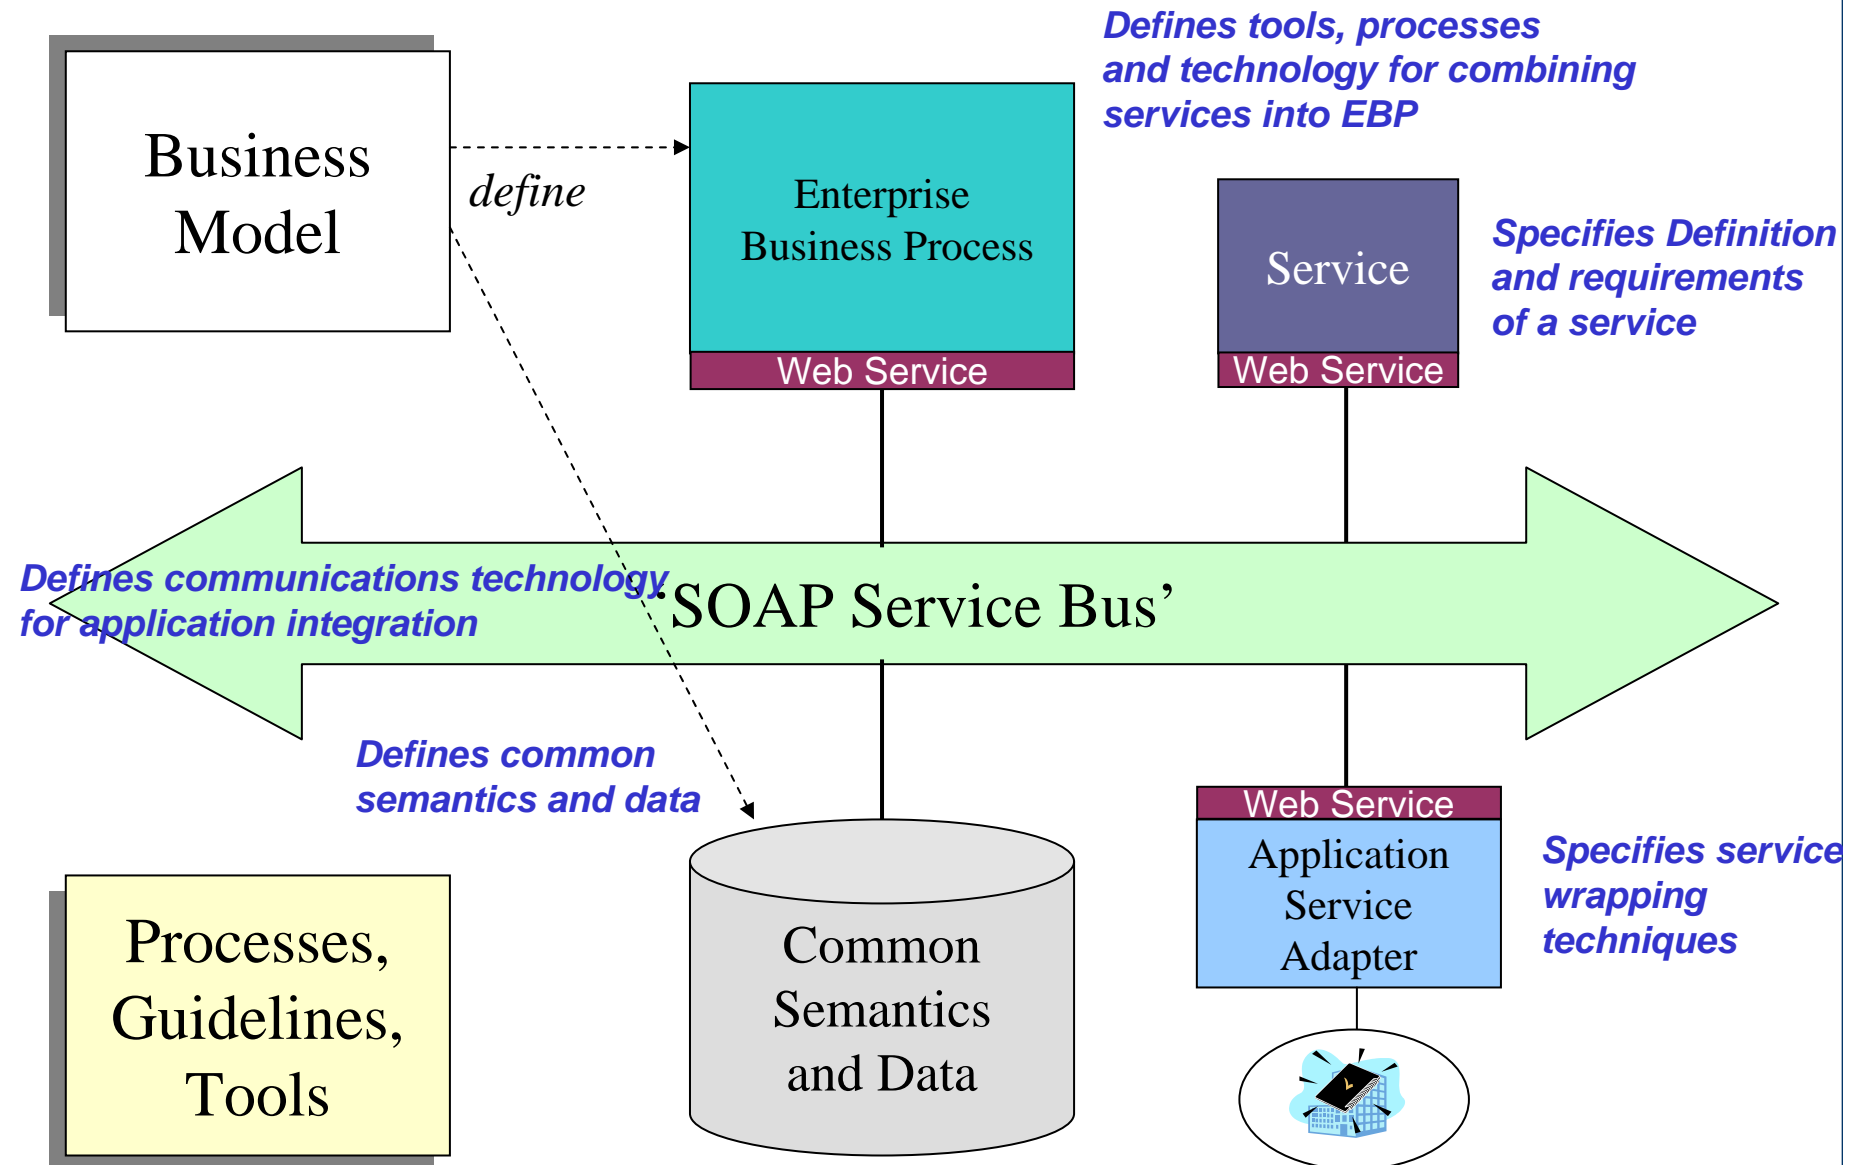 Defines tools, processes
and technology for combining
services into EBP
Business
Model
define
Enterprise
Business Process
Web Service
Service
Web Service
Specifies Definition
and requirements
of a service
Defines communications technology
for application integration
‘SOAP Service Bus’
Defines common
semantics and data
Web Service
Application
Service
Adapter
Specifies service
wrapping
techniques
Processes,
Guidelines,
Tools
Common
Semantics
and Data